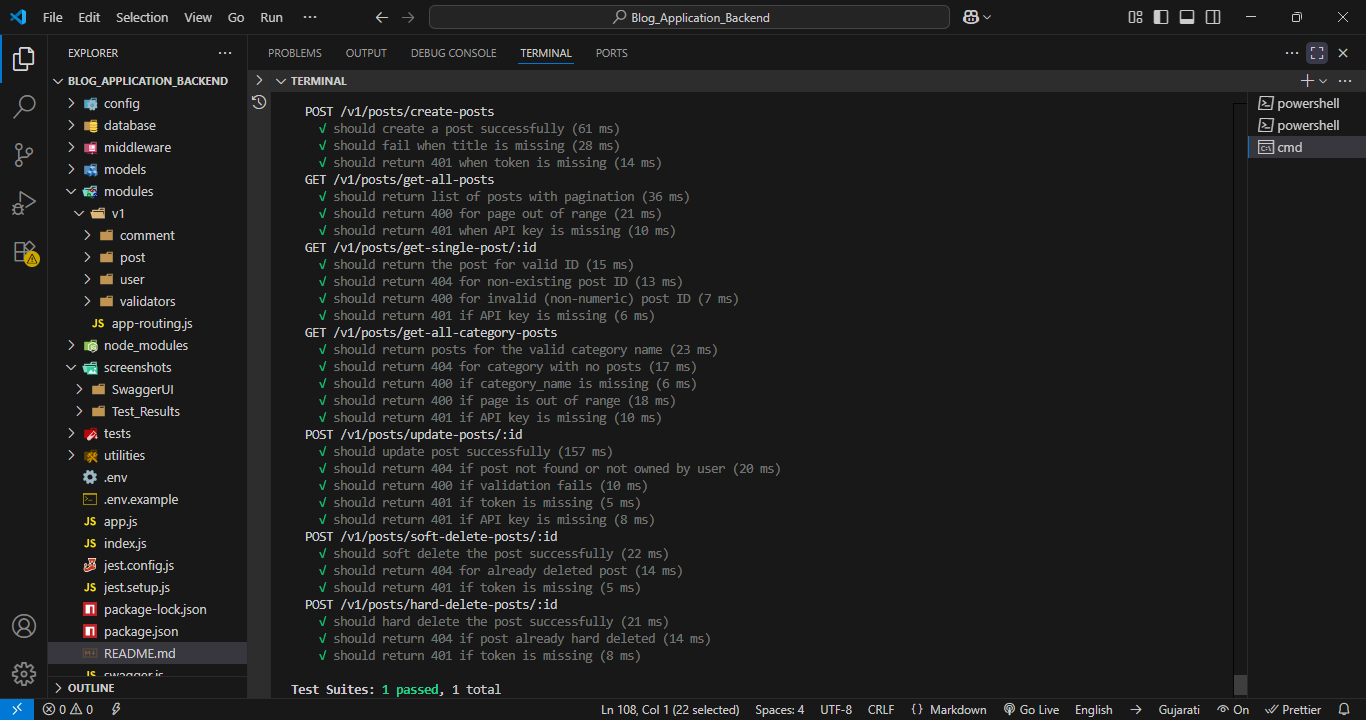 File Edit Selection View Go Run ··· Blog_Application_Backend
EXPLORER ···
BLOG_APPLICATION_BACKEND
config
database
middleware
models
modules
v1
comment
post
user
validators
JS app-routing.js
node_modules
screenshots
SwaggerUI
Test_Results
tests
utilities
.env
.env.example
JS app.js
JS index.js
jest.config.js
JS jest.setup.js
package-lock.json
package.json
README.md
JS swagger.js
OUTLINE
PROBLEMS OUTPUT DEBUG CONSOLE TERMINAL PORTS
TERMINAL
POST /v1/posts/create-posts
√ should create a post successfully (61 ms)
√ should fail when title is missing (28 ms)
√ should return 401 when token is missing (14 ms)
GET /v1/posts/get-all-posts
√ should return list of posts with pagination (36 ms)
√ should return 400 for page out of range (21 ms)
√ should return 401 when API key is missing (10 ms)
GET /v1/posts/get-single-post/:id
√ should return the post for valid ID (15 ms)
√ should return 404 for non-existing post ID (13 ms)
√ should return 400 for invalid (non-numeric) post ID (7 ms)
√ should return 401 if API key is missing (6 ms)
GET /v1/posts/get-all-category-posts
√ should return posts for the valid category name (23 ms)
√ should return 404 for category with no posts (17 ms)
√ should return 400 if category_name is missing (6 ms)
√ should return 400 if page is out of range (18 ms)
√ should return 401 if API key is missing (10 ms)
POST /v1/posts/update-posts/:id
√ should update post successfully (157 ms)
√ should return 404 if post not found or not owned by user (20 ms)
√ should return 400 if validation fails (10 ms)
√ should return 401 if token is missing (5 ms)
√ should return 401 if API key is missing (8 ms)
POST /v1/posts/soft-delete-posts/:id
√ should soft delete the post successfully (22 ms)
√ should return 404 for already deleted post (14 ms)
√ should return 401 if token is missing (5 ms)
POST /v1/posts/hard-delete-posts/:id
√ should hard delete the post successfully (21 ms)
√ should return 404 if post already hard deleted (14 ms)
√ should return 401 if token is missing (8 ms)
Test Suites: 1 passed, 1 total
powershell
powershell
cmd
0 0 Ln 108, Col 1 (22 selected) Spaces: 4 UTF-8 CRLF {} Markdown Go Live English → Gujarati On Prettier